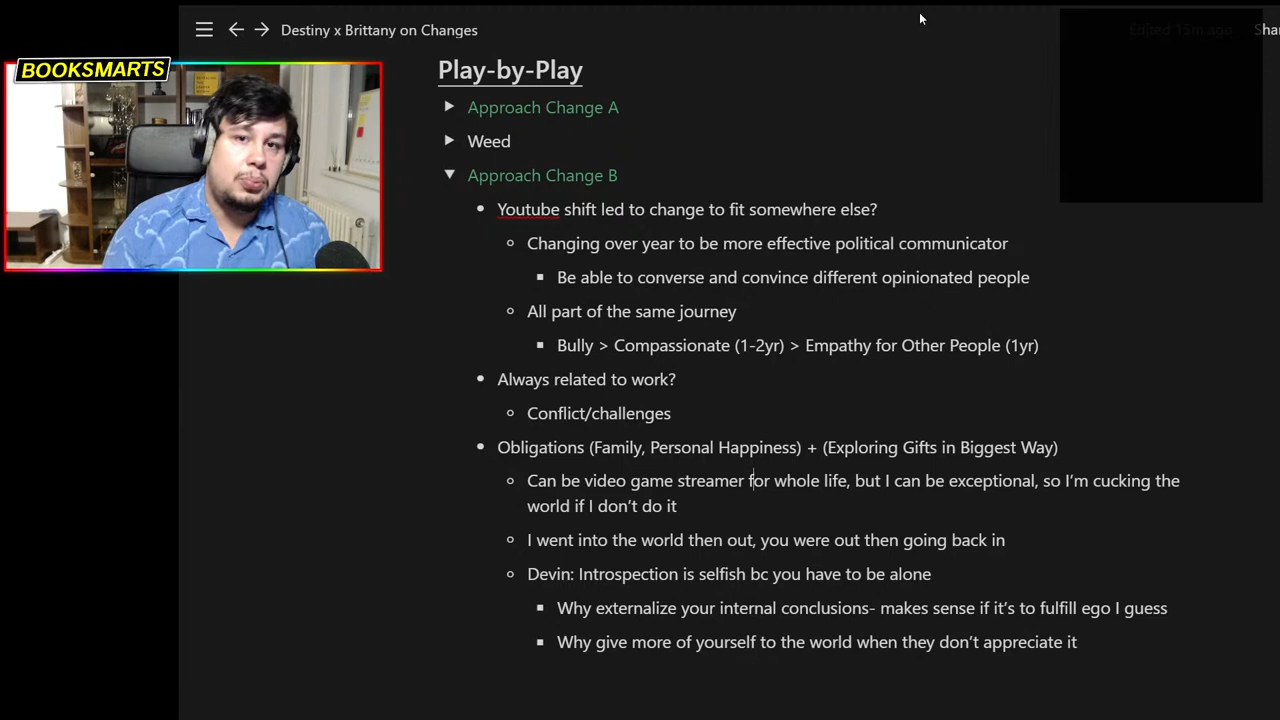 Destiny x Brittany on Changes
Edited 15m ago
Shar
BOOKSMARTS
Play-by-Play
Approach Change A
Weed
Approach Change B
Youtube shift led to change to fit somewhere else?
Changing over year to be more effective political communicator
Be able to converse and convince different opinionated people
All part of the same journey
Bully > Compassionate (1-2yr) > Empathy for Other People (1yr)
Always related to work?
Conflict/challenges
Obligations (Family, Personal Happiness) + (Exploring Gifts in Biggest Way)
Can be video game streamer for whole life, but I can be exceptional, so I’m cucking the
world if I don’t do it
I went into the world then out, you were out then going back in
Devin: Introspection is selfish bc you have to be alone
Why externalize your internal conclusions- makes sense if it’s to fulfill ego I guess
Why give more of yourself to the world when they don’t appreciate it